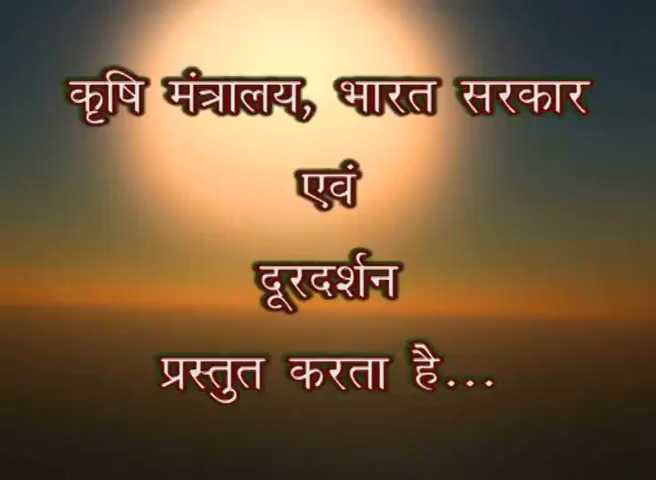 कृषि मंत्रालय, भारत सरकार
एवं
दूरदर्शन
प्रस्तुत करता है...